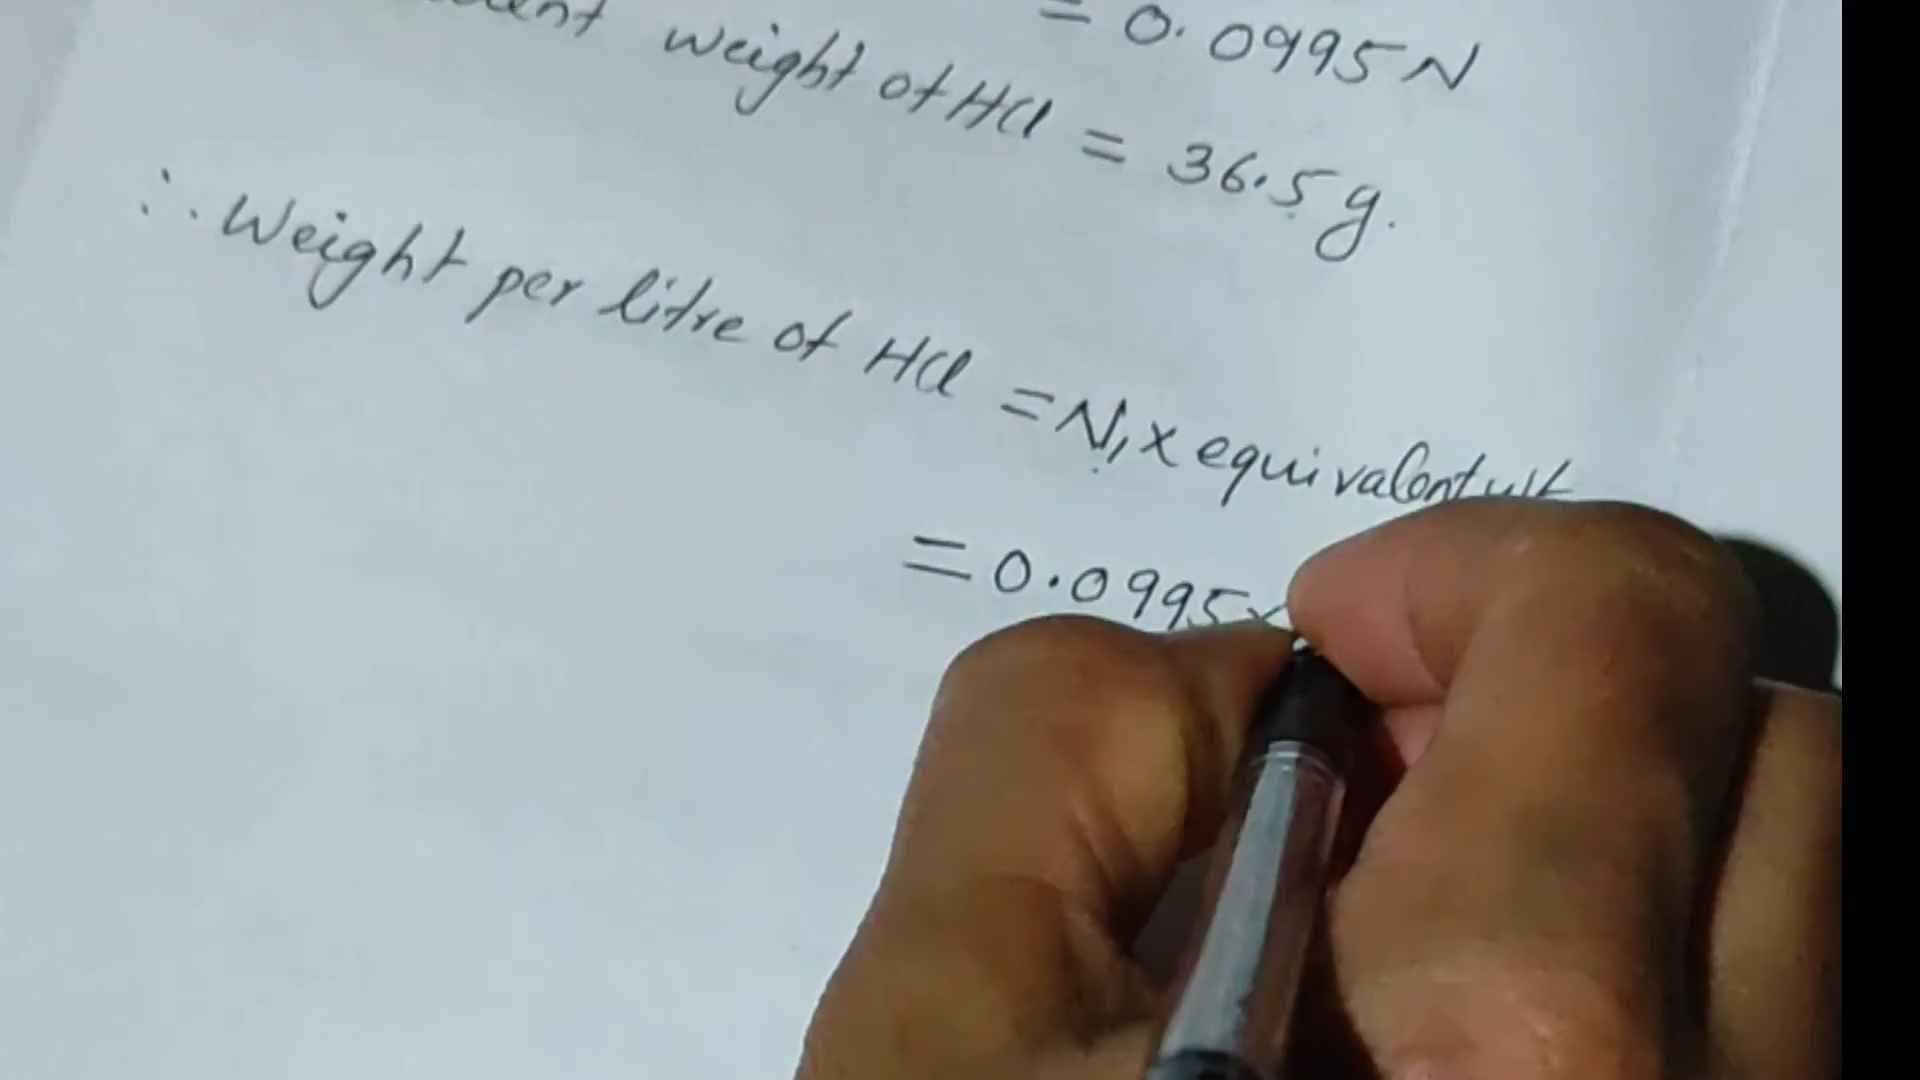 = 0.0995 N
weight of HCl = 36.5 g.
∴ Weight per litre of HCl = N₁ x equivalent wt
= 0.0995 x